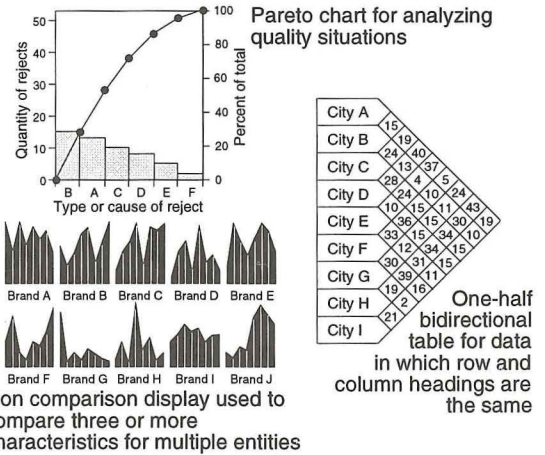 Pareto chart for analyzing
quality situations
Quantity of rejects
50
40
30
20
10
0
100
80
60
40
20
0
Percent of total
B A C D E F
Type or cause of reject
Brand A Brand B Brand C Brand D Brand E
Brand F Brand G Brand H Brand I Brand J
on comparison display used to
ompare three or more
haracteristics for multiple entities
City A
15
City B
19
24 40
City C
13 37
28 4 5
City D
24 10 24
10 15 11 43
City E
36 15 30 19
33 15 34 10
City F
12 34 15
30 31 15
City G
39 11
19 16
City H
2
21
City I
One-half
bidirectional
table for data
in which row and
column headings are
the same